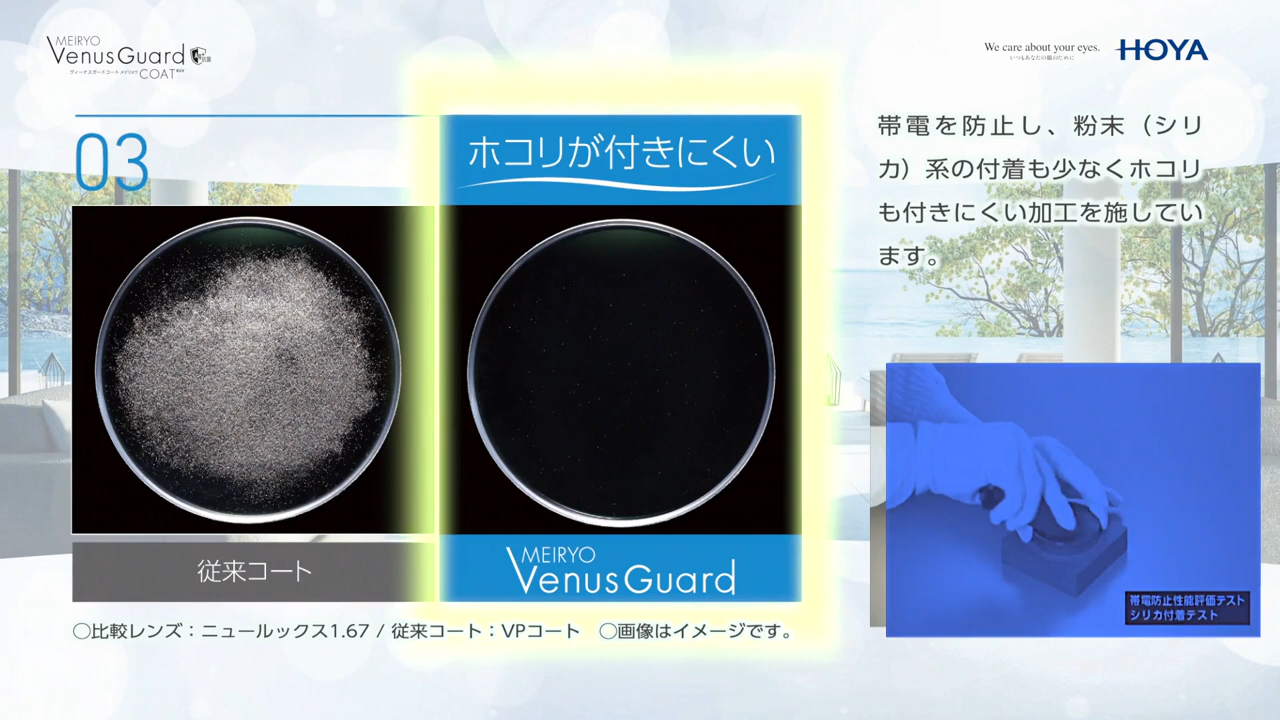 MEIRYO
VenusGuard
ヴィーナスガードコート メイリョウ COAT
We care about your eyes.
いつもあなたの眼のために
HOYA
03
ホコリが付きにくい
従来コート
MEIRYO
VenusGuard
〇比較レンズ：ニュールックス1.67 / 従来コート：VPコート　〇画像はイメージです。
帯電を防止し、粉末（シリ
カ）系の付着も少なくホコリ
も付きにくい加工を施してい
ます。
帯電防止性能評価テスト
シリカ付着テスト